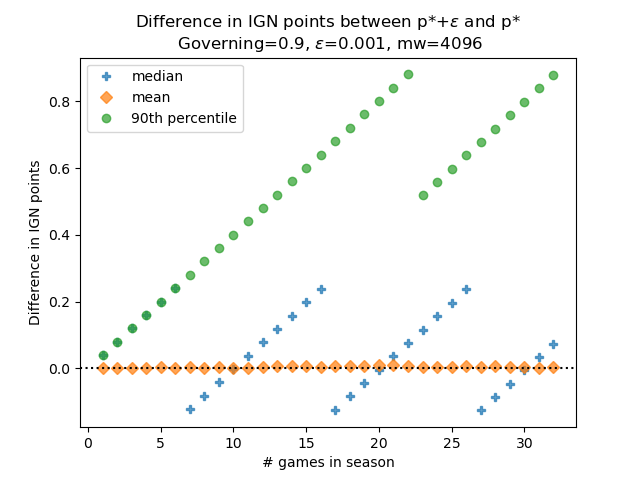 Difference in IGN points between p*+ε and p*
Governing=0.9, ε=0.001, mw=4096
median
mean
90th percentile
Difference in IGN points
0.8
0.6
0.4
0.2
0.0
0
5
10
15
20
25
30
# games in season